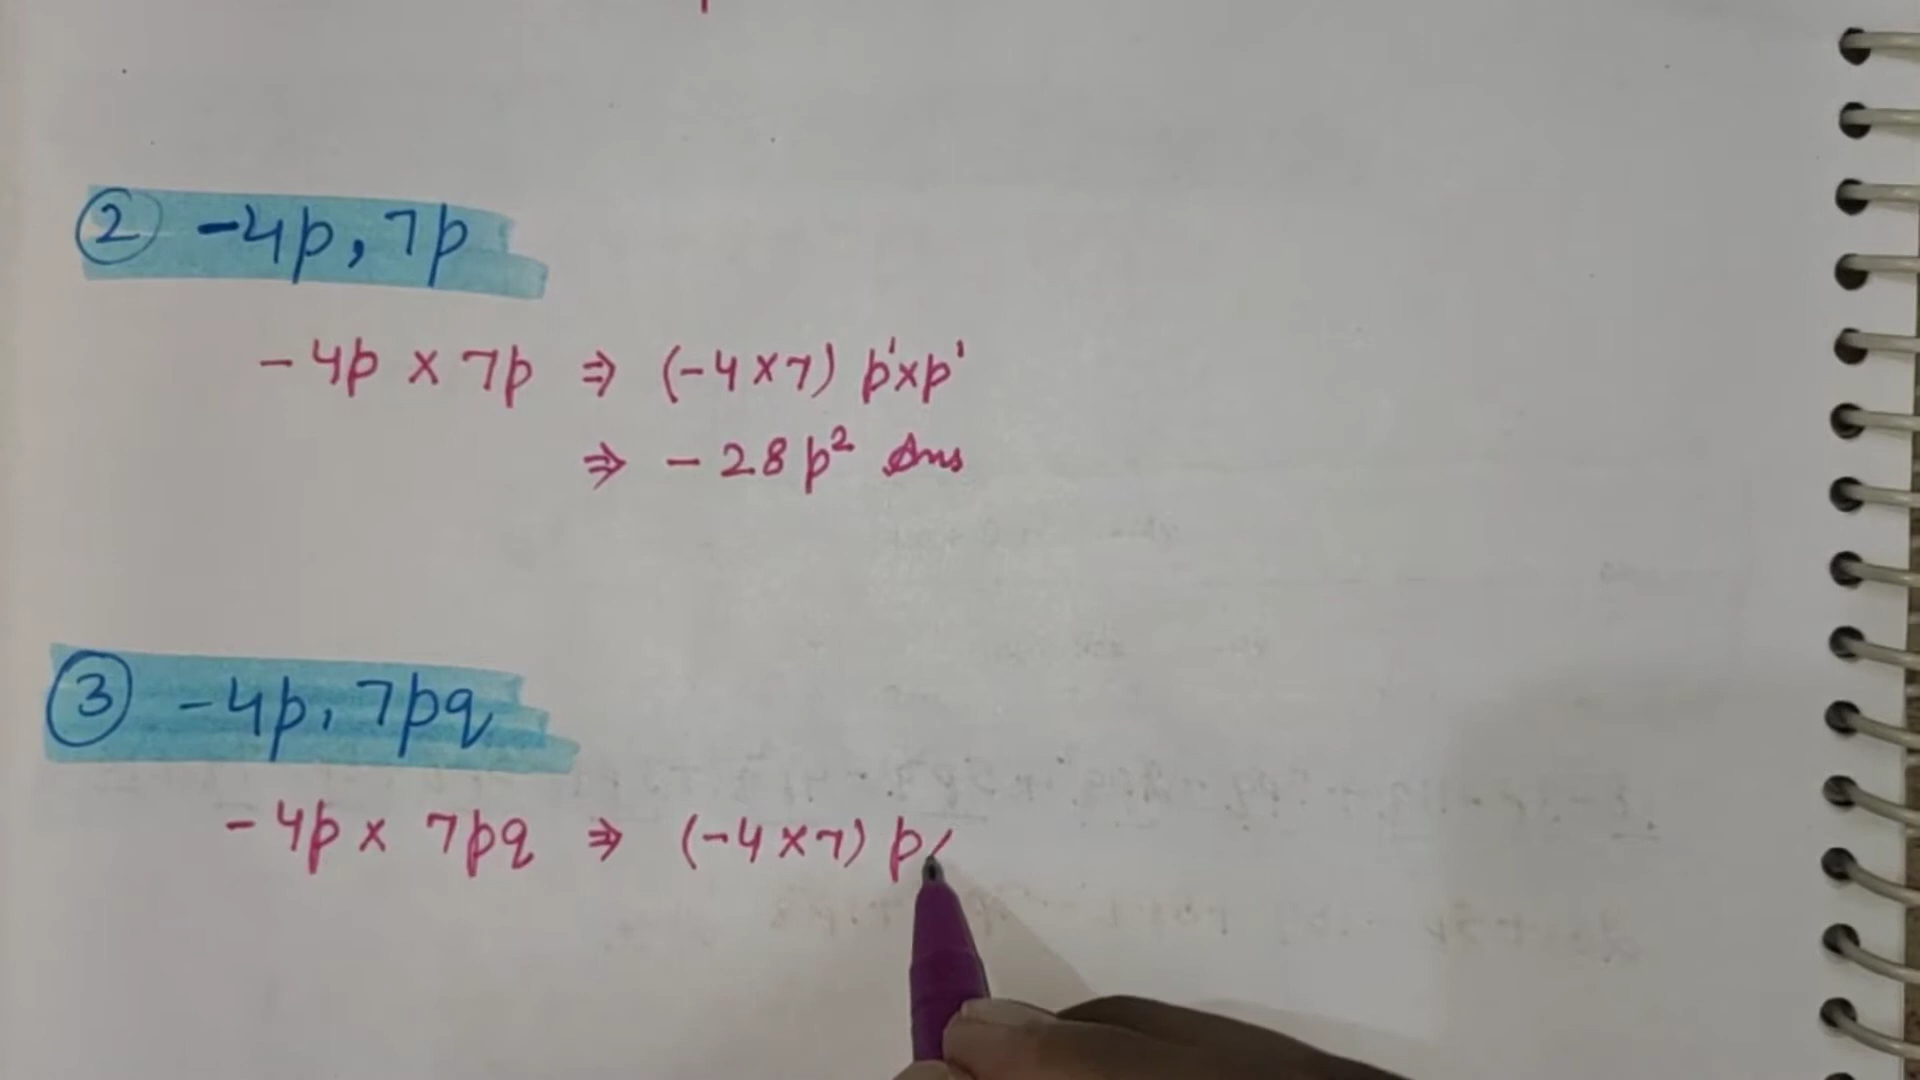 ② -4p, 7p
-4p × 7p ⇒ (-4×7) p¹×p¹
⇒ -28p² Ans
③ -4p, 7pq
-4p × 7pq ⇒ (-4×7) p